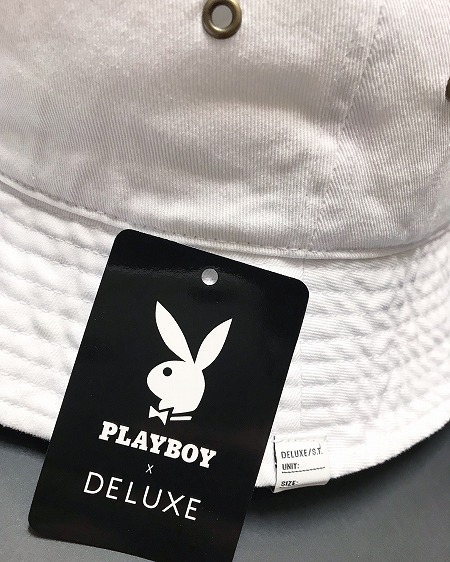 PLAYBOY
x
DELUXE
DELUXE/S.T.
UNIT:
SIZE: